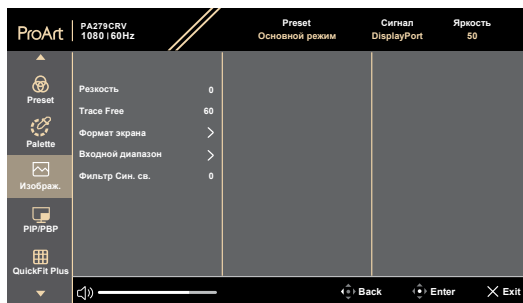 ProArt
PA279CRV
1080 | 60Hz
Preset
Основной режим
Сигнал
DisplayPort
Яркость
50
Preset
Palette
Изображ.
PIP/PBP
QuickFit Plus
Резкость 0
Trace Free 60
Формат экрана
Входной диапазон
Фильтр Син. св. 0
Back
Enter
Exit